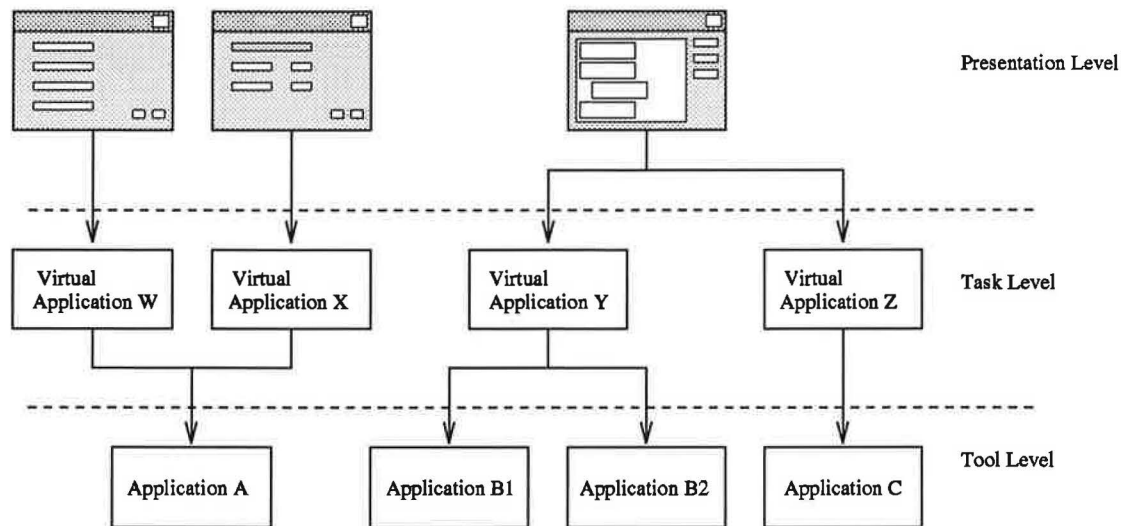 Presentation Level
Virtual
Application W
Virtual
Application X
Virtual
Application Y
Virtual
Application Z
Task Level
Application A
Application B1
Application B2
Application C
Tool Level